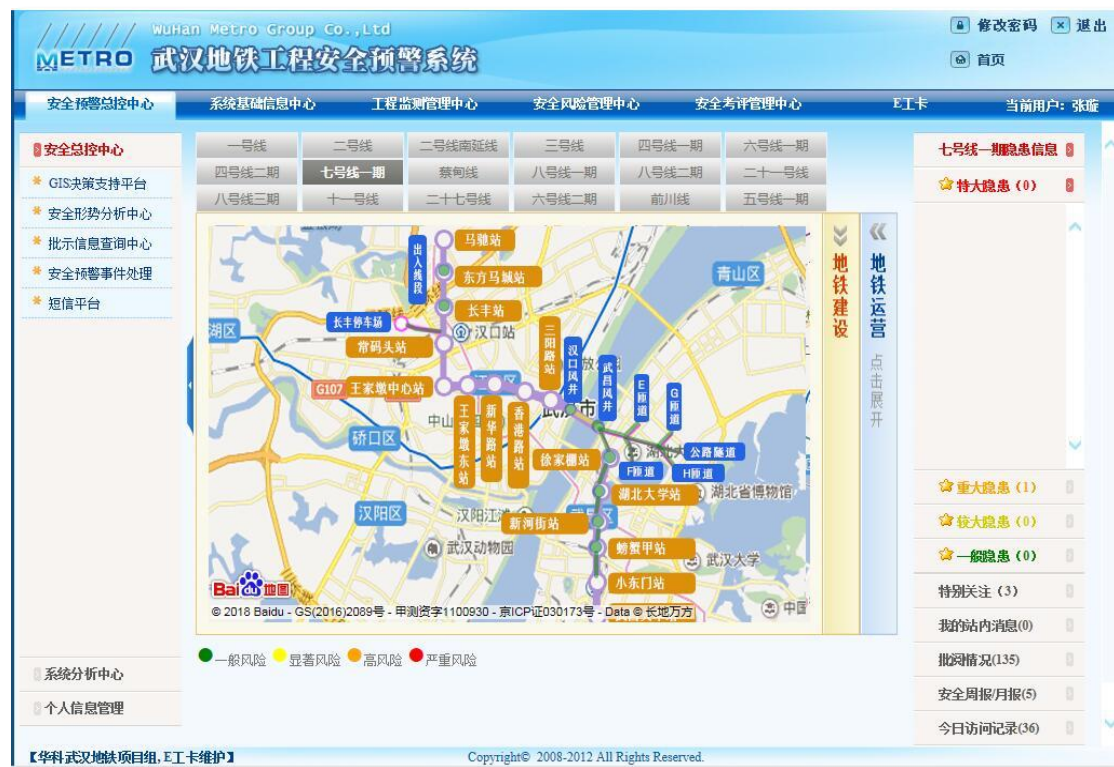 WuHan Metro Group Co.,Ltd
METRO 武汉地铁工程安全预警系统
修改密码 退出
首页
安全预警总控中心 系统基础信息中心 工程监测管理中心 安全风险管理中心 安全考评管理中心 E工卡 当前用户：张璇
安全总控中心
GIS决策支持平台
安全形势分析中心
批示信息查询中心
安全预警事件处理
短信平台
系统分析中心
个人信息管理
一号线 二号线 二号线南延线 三号线 四号线一期 六号线一期
四号线二期 七号线一期 蔡甸线 八号线一期 八号线二期 二十一号线
八号线三期 十一号线 二十七号线 六号线二期 前川线 五号线一期
马驰站
出入线段
东方马城站
青山区
长丰站
长丰停车场
汉口站
湖区
常码头站
三阳路站
汉口风井
武昌风井
G107
王家墩中心站
E匝道
G匝道
王家墩东站
新华路站
香港路站
中山
市
硚口区
徐家棚站
公路隧道
F匝道
H匝道
湖北大学站
湖北省博物馆
汉阳区
汉阳江滩
新河街站
武汉动物园
螃蟹甲站
武汉大学
小东门站
中国
Bai 地图
© 2018 Baidu - GS(2016)2089号 - 甲测资字1100930 - 京ICP证030173号 - Data © 长地万方
地铁建设
地铁运营
点击展开
一般风险 显著风险 高风险 严重风险
七号线一期隐患信息
特大隐患（0）
重大隐患（1）
较大隐患（0）
一般隐患（0）
特别关注（3）
我的站内消息(0)
批阅情况(135)
安全周报/月报(5)
今日访问记录(36)
【华科武汉地铁项目组,E工卡维护】 Copyright© 2008-2012 All Rights Reserved.